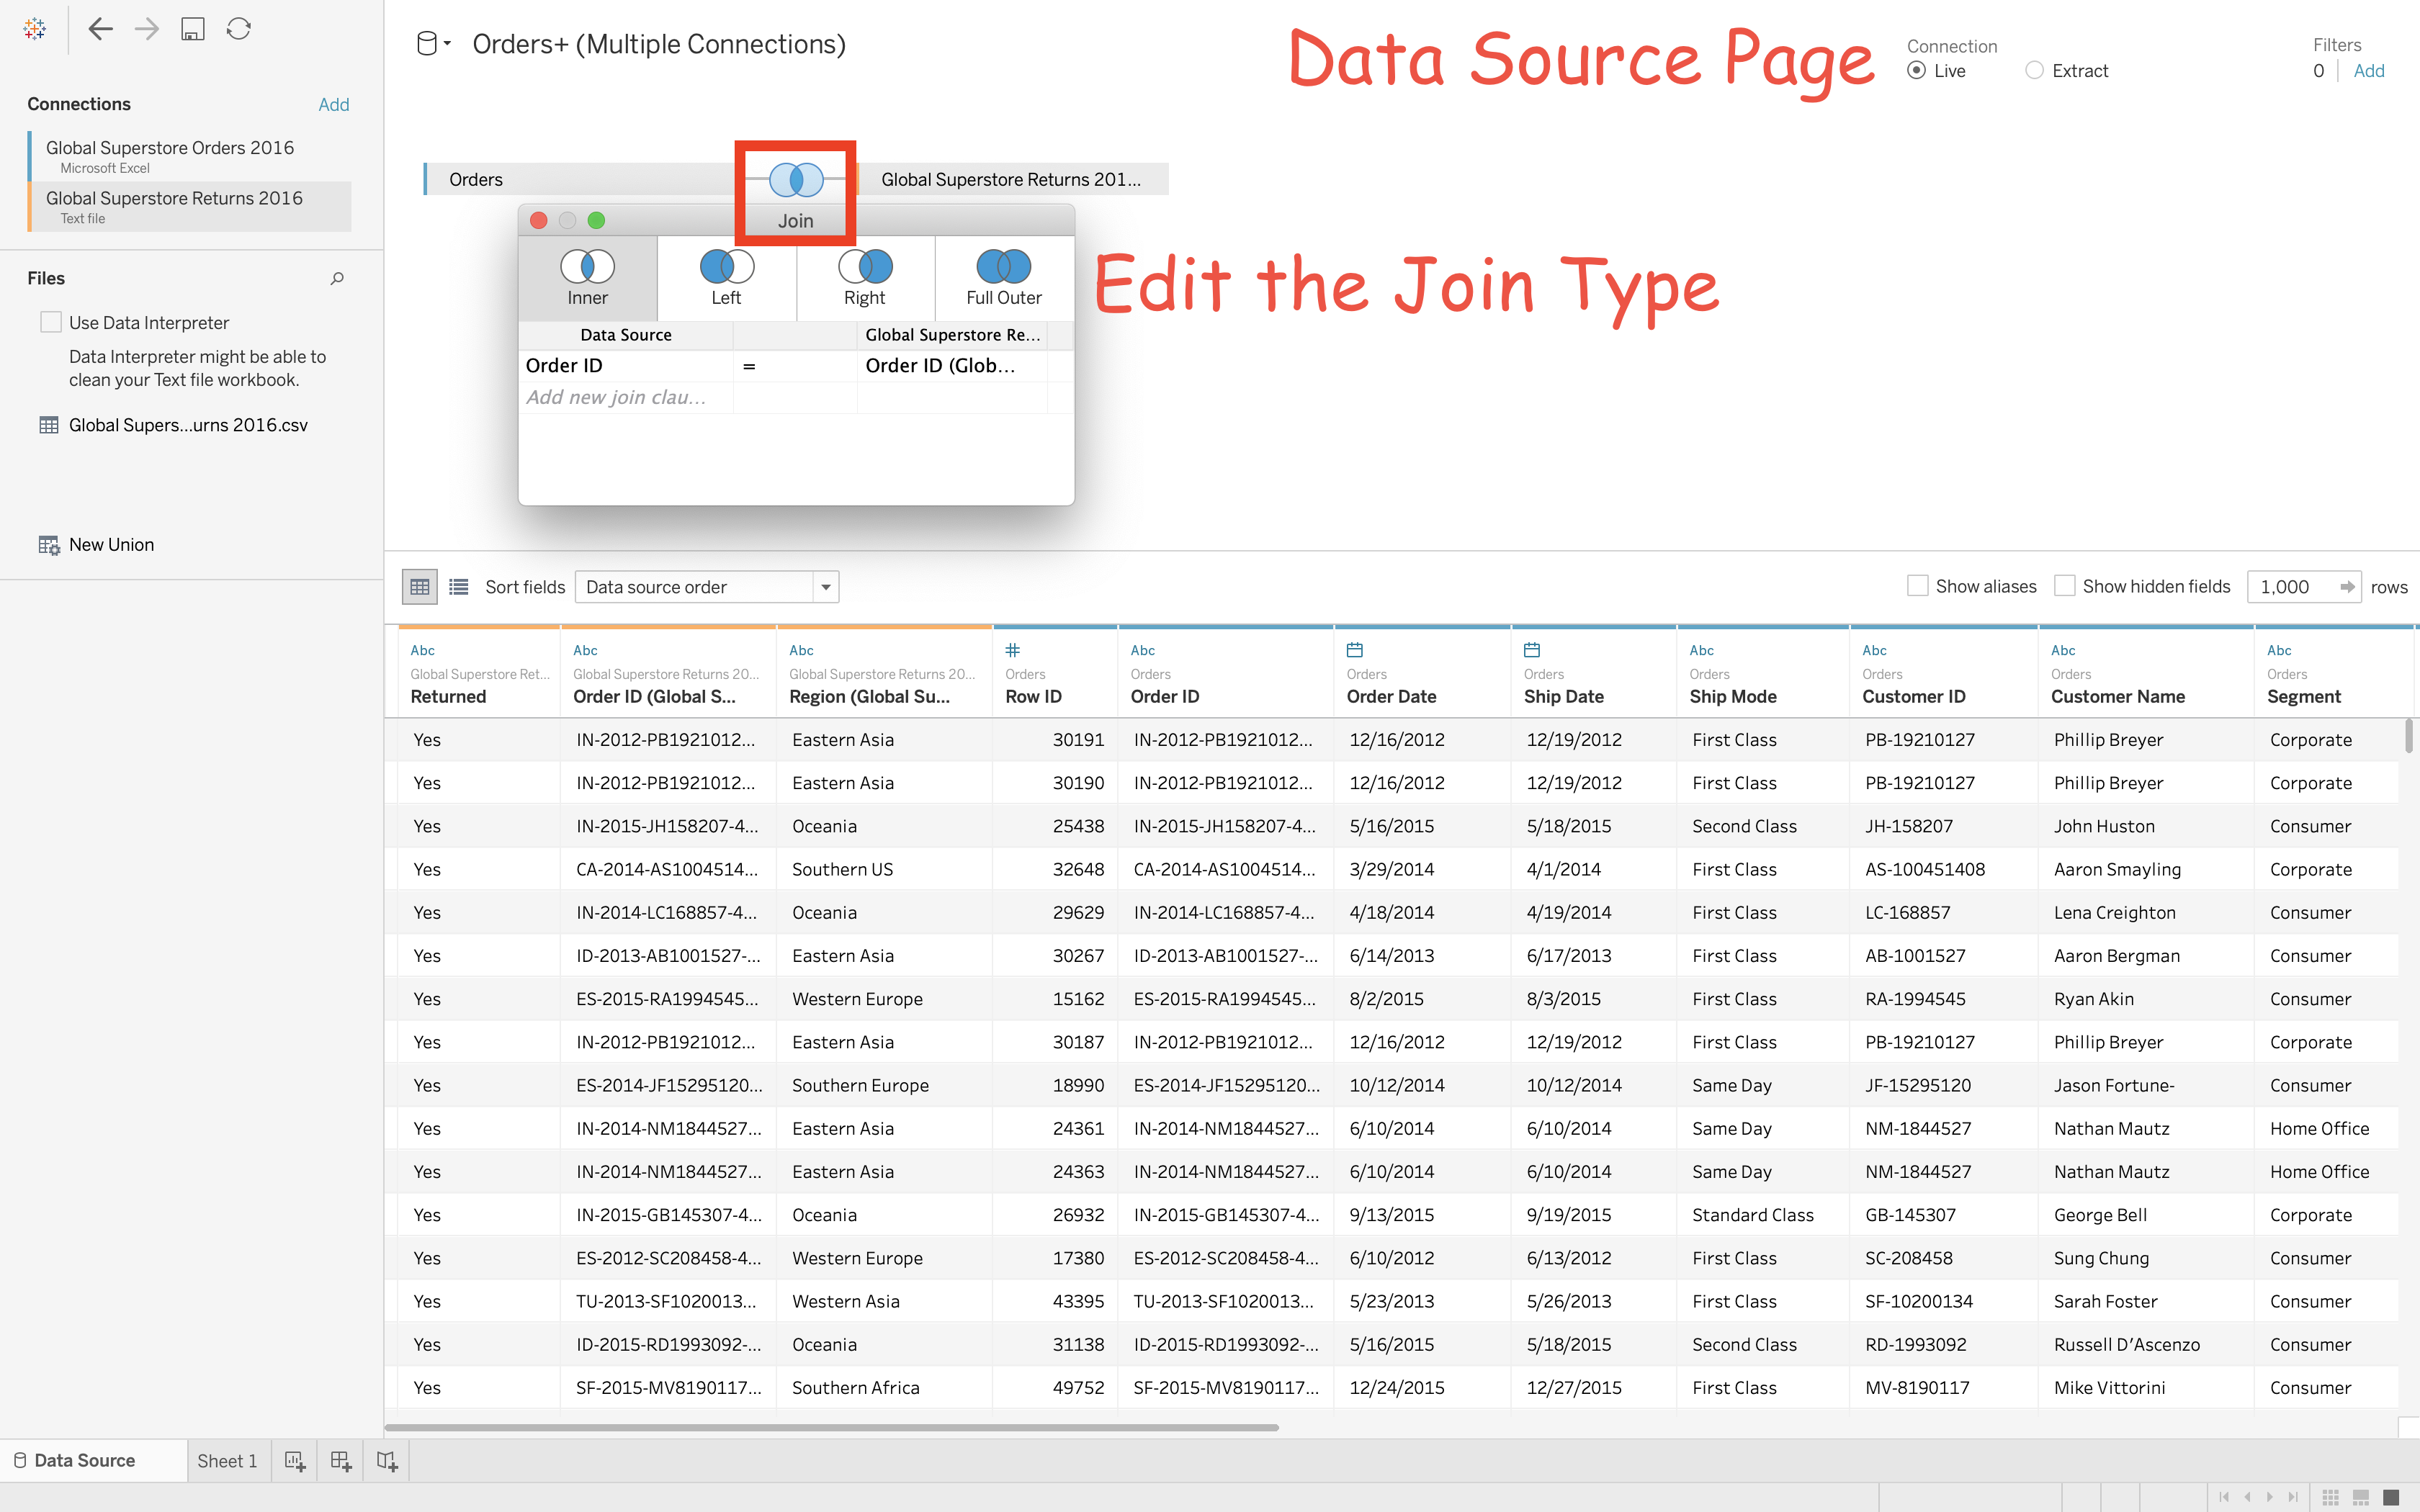 Orders+ (Multiple Connections)
Data Source Page
Connection
Live
Extract
Filters
0 | Add
Connections Add
Global Superstore Orders 2016
Microsoft Excel
Global Superstore Returns 2016
Text file
Files
Use Data Interpreter
Data Interpreter might be able to
clean your Text file workbook.
Global Supers...urns 2016.csv
New Union
Orders
Global Superstore Returns 201...
Join
Inner Left Right Full Outer
Data Source Global Superstore Re...
Order ID = Order ID (Glob...
Add new join clau...
Edit the Join Type
Sort fields Data source order
Show aliases Show hidden fields 1,000 rows
Abc Abc Abc # Abc Abc Abc Abc Abc
Global Superstore Ret... Global Superstore Returns 20... Global Superstore Returns 20... Orders Orders Orders Orders Orders Orders Orders Orders
Returned Order ID (Global S... Region (Global Su... Row ID Order ID Order Date Ship Date Ship Mode Customer ID Customer Name Segment
Yes IN-2012-PB1921012... Eastern Asia 30191 IN-2012-PB1921012... 12/16/2012 12/19/2012 First Class PB-19210127 Phillip Breyer Corporate
Yes IN-2012-PB1921012... Eastern Asia 30190 IN-2012-PB1921012... 12/16/2012 12/19/2012 First Class PB-19210127 Phillip Breyer Corporate
Yes IN-2015-JH158207-4... Oceania 25438 IN-2015-JH158207-4... 5/16/2015 5/18/2015 Second Class JH-158207 John Huston Consumer
Yes CA-2014-AS1004514... Southern US 32648 CA-2014-AS1004514... 3/29/2014 4/1/2014 First Class AS-100451408 Aaron Smayling Corporate
Yes IN-2014-LC168857-4... Oceania 29629 IN-2014-LC168857-4... 4/18/2014 4/19/2014 First Class LC-168857 Lena Creighton Consumer
Yes ID-2013-AB1001527-... Eastern Asia 30267 ID-2013-AB1001527-... 6/14/2013 6/17/2013 First Class AB-1001527 Aaron Bergman Consumer
Yes ES-2015-RA1994545... Western Europe 15162 ES-2015-RA1994545... 8/2/2015 8/3/2015 First Class RA-1994545 Ryan Akin Consumer
Yes IN-2012-PB1921012... Eastern Asia 30187 IN-2012-PB1921012... 12/16/2012 12/19/2012 First Class PB-19210127 Phillip Breyer Corporate
Yes ES-2014-JF15295120... Southern Europe 18990 ES-2014-JF15295120... 10/12/2014 10/12/2014 Same Day JF-15295120 Jason Fortune- Consumer
Yes IN-2014-NM1844527... Eastern Asia 24361 IN-2014-NM1844527... 6/10/2014 6/10/2014 Same Day NM-1844527 Nathan Mautz Home Office
Yes IN-2014-NM1844527... Eastern Asia 24363 IN-2014-NM1844527... 6/10/2014 6/10/2014 Same Day NM-1844527 Nathan Mautz Home Office
Yes IN-2015-GB145307-4... Oceania 26932 IN-2015-GB145307-4... 9/13/2015 9/19/2015 Standard Class GB-145307 George Bell Corporate
Yes ES-2012-SC208458-4... Western Europe 17380 ES-2012-SC208458-4... 6/10/2012 6/13/2012 First Class SC-208458 Sung Chung Consumer
Yes TU-2013-SF1020013... Western Asia 43395 TU-2013-SF1020013... 5/23/2013 5/26/2013 First Class SF-10200134 Sarah Foster Consumer
Yes ID-2015-RD1993092-... Oceania 31138 ID-2015-RD1993092-... 5/16/2015 5/18/2015 Second Class RD-1993092 Russell D'Ascenzo Consumer
Yes SF-2015-MV8190117... Southern Africa 49752 SF-2015-MV8190117... 12/24/2015 12/27/2015 First Class MV-8190117 Mike Vittorini Consumer
Data Source Sheet 1